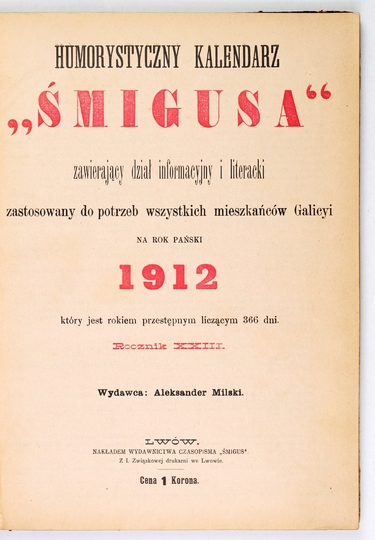 HUMORYSTYCZNY KALENDARZ
„ŚMIGUSA“
zawierający dział informacyjny i literacki
zastosowany do potrzeb wszystkich mieszkańców Galicyi
NA ROK PAŃSKI
1912
który jest rokiem przestępnym liczącym 366 dni.
Rocznik XXIII.
Wydawca: Aleksander Milski.
LWÓW.
NAKŁADEM WYDAWNICTWA CZASOPISMA „ŚMIGUS“.
Z I. Związkowej drukarni we Lwowie.
Cena 1 Korona.